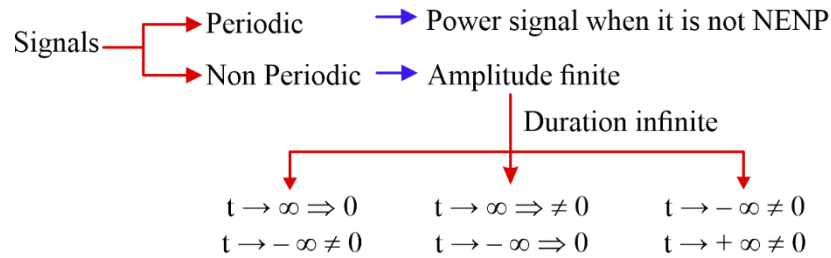 Signals
Periodic
Power signal when it is not NENP
Non Periodic
Amplitude finite
Duration infinite
t → ∞ ⇒ 0
t → – ∞ ≠ 0
t → ∞ ⇒ ≠ 0
t → – ∞ ⇒ 0
t → – ∞ ≠ 0
t → + ∞ ≠ 0